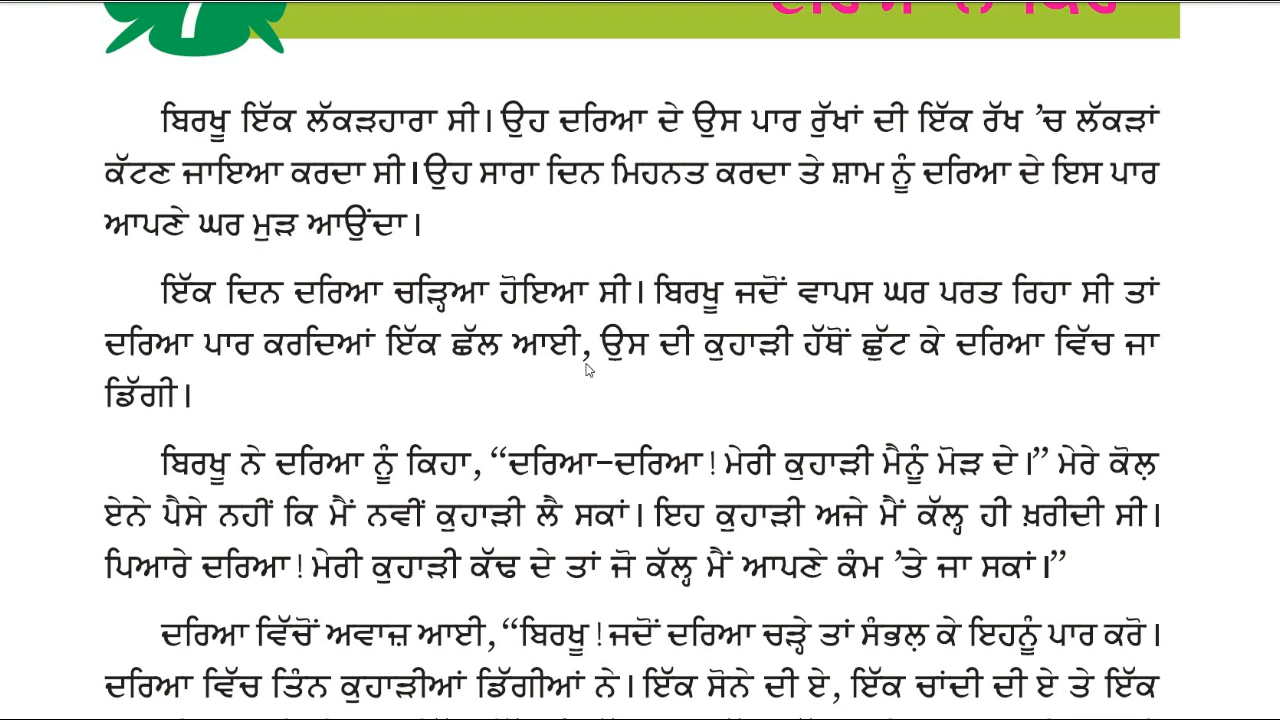 7
ਬਿਰਖੂ ਇੱਕ ਲੱਕੜਹਾਰਾ ਸੀ। ਉਹ ਦਰਿਆ ਦੇ ਉਸ ਪਾਰ ਰੁੱਖਾਂ ਦੀ ਇੱਕ ਰੱਖ ’ਚ ਲੱਕੜਾਂ
ਕੱਟਣ ਜਾਇਆ ਕਰਦਾ ਸੀ। ਉਹ ਸਾਰਾ ਦਿਨ ਮਿਹਨਤ ਕਰਦਾ ਤੇ ਸ਼ਾਮ ਨੂੰ ਦਰਿਆ ਦੇ ਇਸ ਪਾਰ
ਆਪਣੇ ਘਰ ਮੁੜ ਆਉਂਦਾ।
ਇੱਕ ਦਿਨ ਦਰਿਆ ਚੜ੍ਹਿਆ ਹੋਇਆ ਸੀ। ਬਿਰਖੂ ਜਦੋਂ ਵਾਪਸ ਘਰ ਪਰਤ ਰਿਹਾ ਸੀ ਤਾਂ
ਦਰਿਆ ਪਾਰ ਕਰਦਿਆਂ ਇੱਕ ਛੱਲ ਆਈ, ਉਸ ਦੀ ਕੁਹਾੜੀ ਹੱਥੋਂ ਛੁੱਟ ਕੇ ਦਰਿਆ ਵਿੱਚ ਜਾ
ਡਿੱਗੀ।
ਬਿਰਖੂ ਨੇ ਦਰਿਆ ਨੂੰ ਕਿਹਾ, “ਦਰਿਆ-ਦਰਿਆ! ਮੇਰੀ ਕੁਹਾੜੀ ਮੈਨੂੰ ਮੋੜ ਦੇ।” ਮੇਰੇ ਕੋਲ਼
ਏਨੇ ਪੈਸੇ ਨਹੀਂ ਕਿ ਮੈਂ ਨਵੀਂ ਕੁਹਾੜੀ ਲੈ ਸਕਾਂ। ਇਹ ਕੁਹਾੜੀ ਅਜੇ ਮੈਂ ਕੱਲ੍ਹ ਹੀ ਖ਼ਰੀਦੀ ਸੀ।
ਪਿਆਰੇ ਦਰਿਆ! ਮੇਰੀ ਕੁਹਾੜੀ ਕੱਢ ਦੇ ਤਾਂ ਜੋ ਕੱਲ੍ਹ ਮੈਂ ਆਪਣੇ ਕੰਮ ’ਤੇ ਜਾ ਸਕਾਂ।”
ਦਰਿਆ ਵਿੱਚੋਂ ਅਵਾਜ਼ ਆਈ, “ਬਿਰਖੂ! ਜਦੋਂ ਦਰਿਆ ਚੜ੍ਹੇ ਤਾਂ ਸੰਭਲ਼ ਕੇ ਇਹਨੂੰ ਪਾਰ ਕਰੋ।
ਦਰਿਆ ਵਿੱਚ ਤਿੰਨ ਕੁਹਾੜੀਆਂ ਡਿੱਗੀਆਂ ਨੇ। ਇੱਕ ਸੋਨੇ ਦੀ ਏ, ਇੱਕ ਚਾਂਦੀ ਦੀ ਏ ਤੇ ਇੱਕ